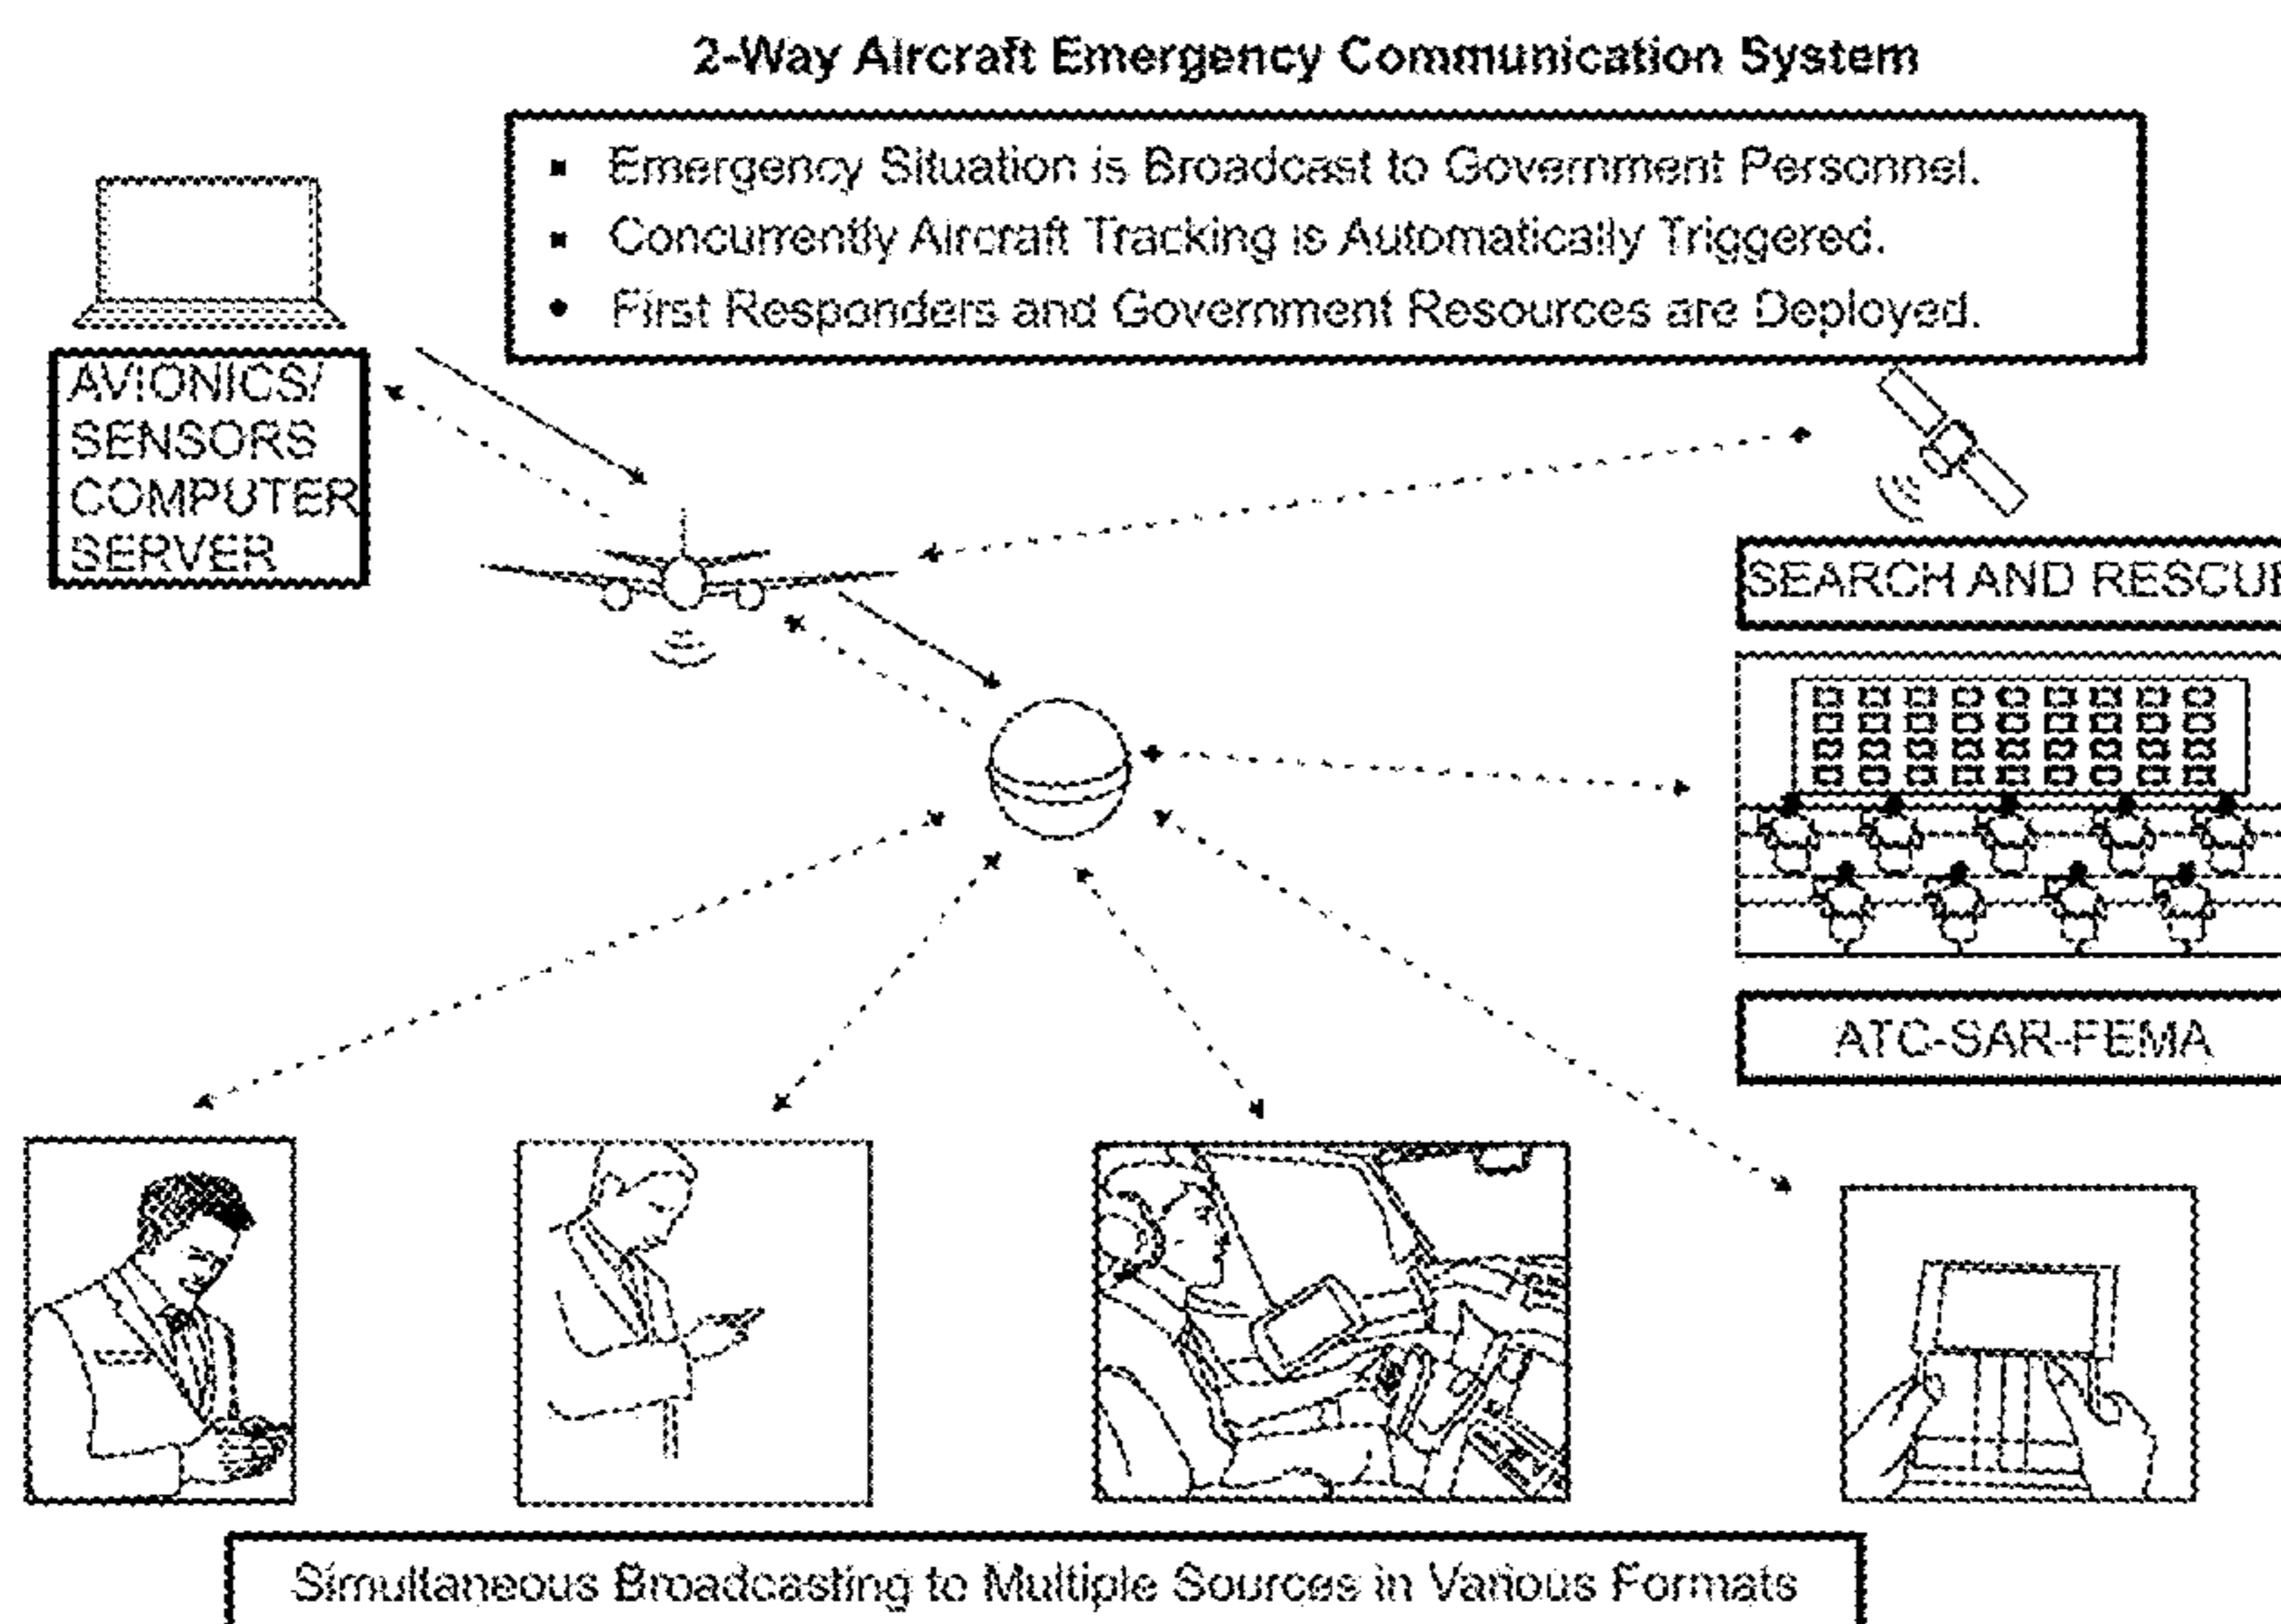 2-Way Aircraft Emergency Communication System
Emergency Situation is Broadcast to Government Personnel.
Concurrently Aircraft Tracking is Automatically Triggered.
First Responders and Government Resources are Deployed.
AVIONICS/
SENSORS
COMPUTER
SERVER
SEARCH AND RESCUE
ATC-SAR-FEMA
Simultaneous Broadcasting to Multiple Sources in Various Formats